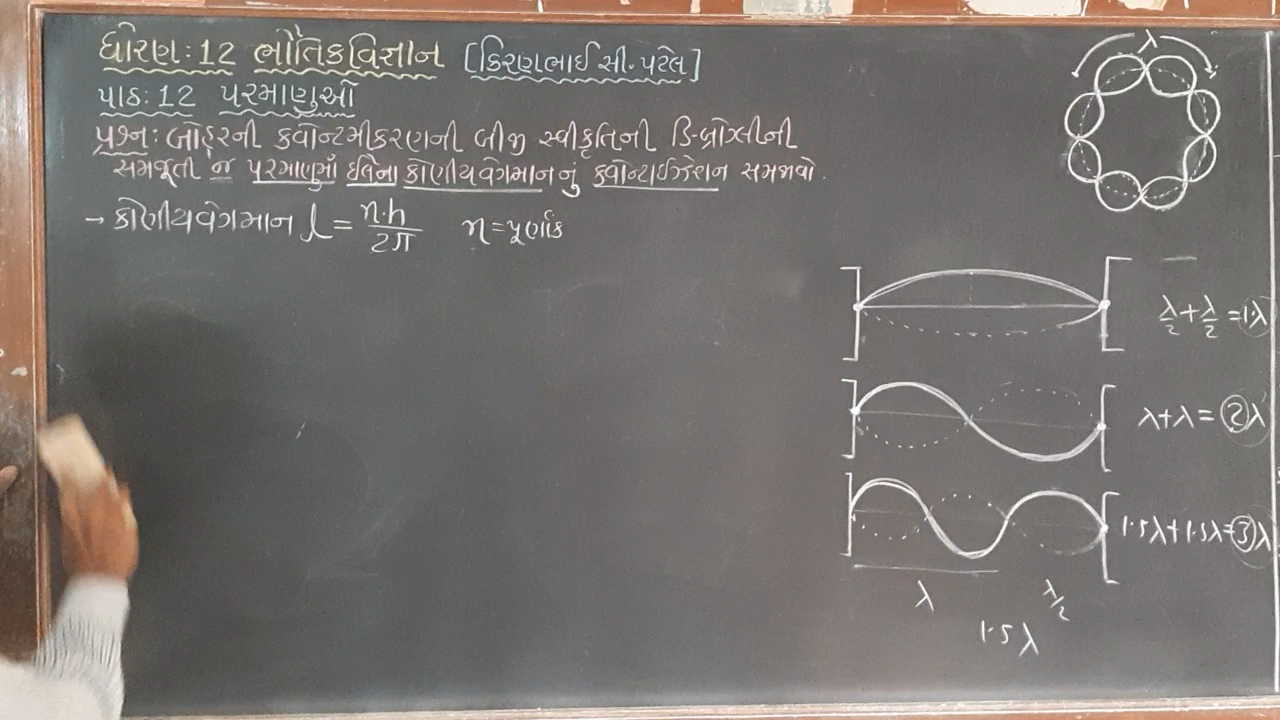 ધોરણ:12 ભૌતિકવિજ્ઞાન [કિરણભાઈ સી. પટેલ]
પાઠ:12 પરમાણુઓ
પ્રશ્ન: બોહરની ક્વોન્ટમીકરણની બીજી સ્વીકૃતિની ડિ-બ્રોગ્લીની
સમજૂતી જ પરમાણુમાં ઈલેના કોણીયવેગમાનનું ક્વોન્ટાઈઝેશન સમજાવો.
→ કોણીયવેગમાન l = n.h/2π n=પૂર્ણાંક
λ
λ/2 + λ/2 = 1λ
λ+λ = 2λ
1.5λ+1.5λ=3λ
λ λ/2
1.5λ